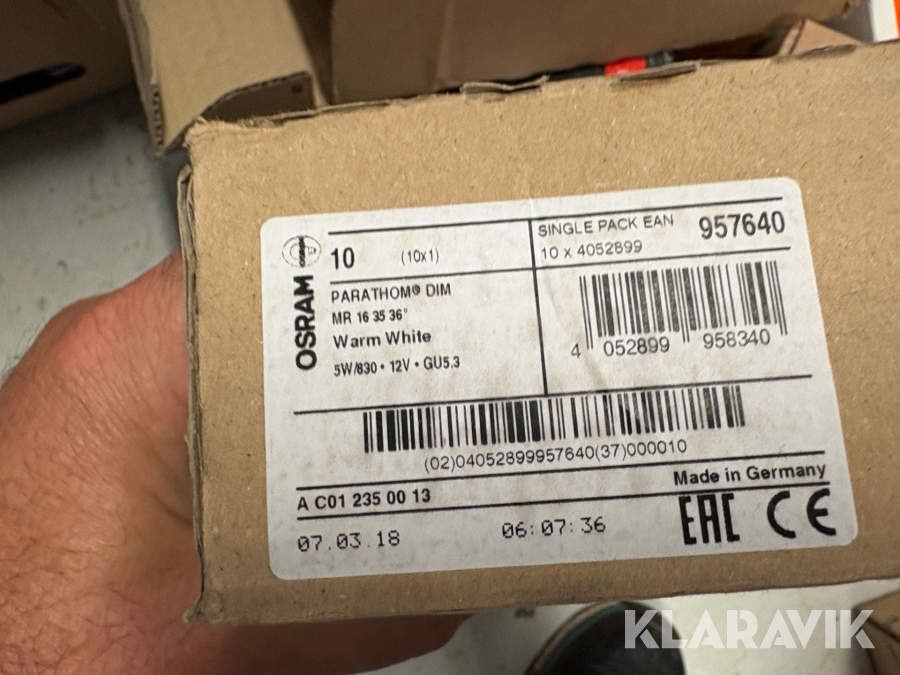 OSRAM
10 (10x1)
PARATHOM® DIM
MR 16 35 36°
Warm White
5W/830 • 12V • GU5.3
SINGLE PACK EAN 957640
10 x 4052899
4 052899 958340
(02)04052899957640(37)000010
A C01 235 00 13
Made in Germany
07.03.18 06:07:36
EAC CE
KLARAVIK